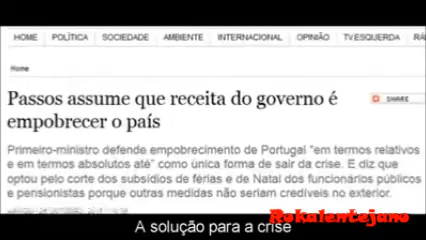 HOME POLÍTICA SOCIEDADE AMBIENTE INTERNACIONAL OPINIÃO TV.ESQUERDA RÁ
Home
Passos assume que receita do governo é
empobrecer o país
SHARE
Primeiro-ministro defende empobrecimento de Portugal "em termos relativos
e em termos absolutos até" como única forma de sair da crise. E diz que
optou pelo corte dos subsídios de férias e de Natal dos funcionários públicos
e pensionistas porque outras medidas não seriam credíveis no exterior.
A solução para a crise
Rokalentejano